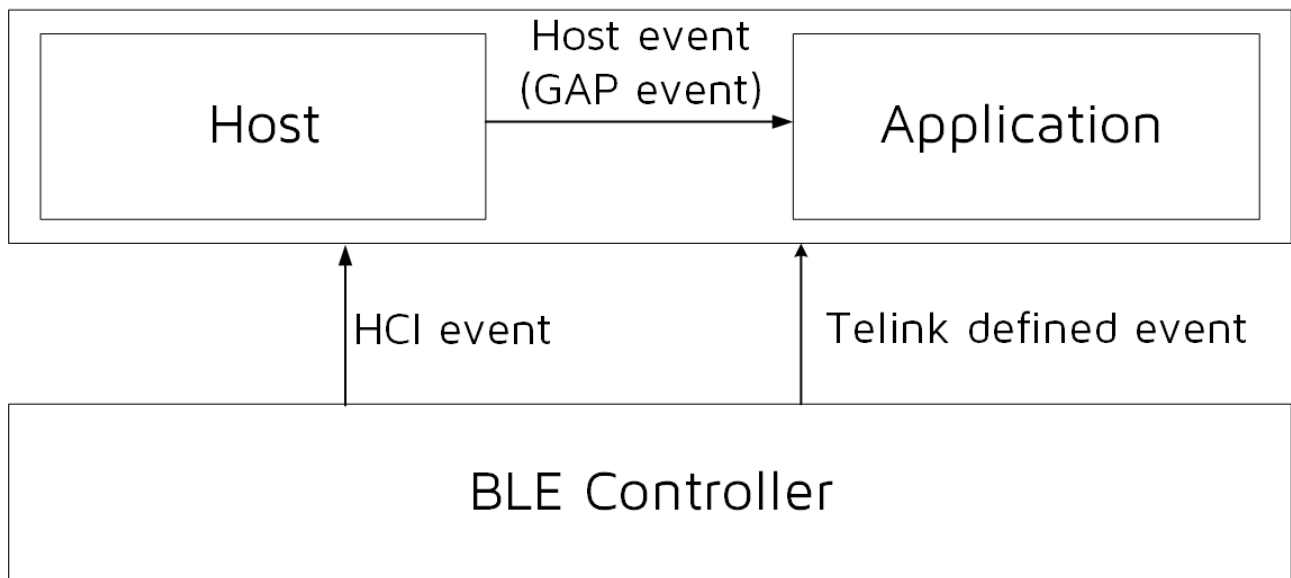 Host event
(GAP event)
Host
Application
HCI event
Telink defined event
BLE Controller